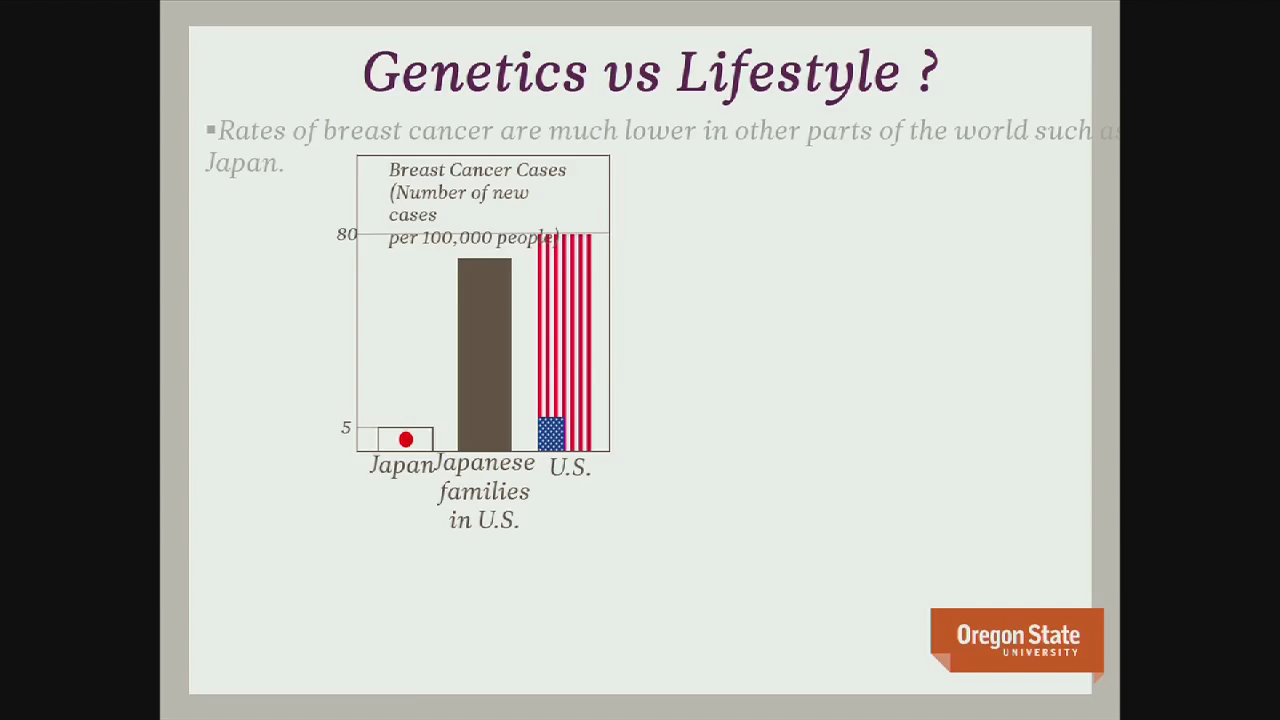 Genetics vs Lifestyle ?
▪Rates of breast cancer are much lower in other parts of the world such as
Japan.
Breast Cancer Cases
(Number of new
cases
per 100,000 people)
80
5
Japan
Japanese
families
in U.S.
U.S.
Oregon State
UNIVERSITY